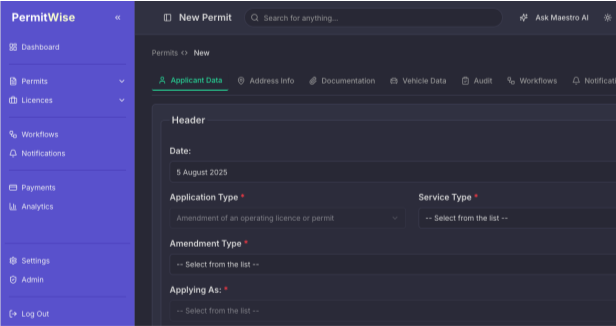 PermitWise «
New Permit
Search for anything...
Ask Maestro AI
Dashboard
Permits
Licences
Workflows
Notifications
Payments
Analytics
Settings
Admin
Log Out
Permits <> New
Applicant Data Address Info Documentation Vehicle Data Audit Workflows Notificati
Header
Date:
5 August 2025
Application Type * Service Type *
Amendment of an operating licence or permit -- Select from the list --
Amendment Type *
-- Select from the list --
Applying As: *
-- Select from the list --